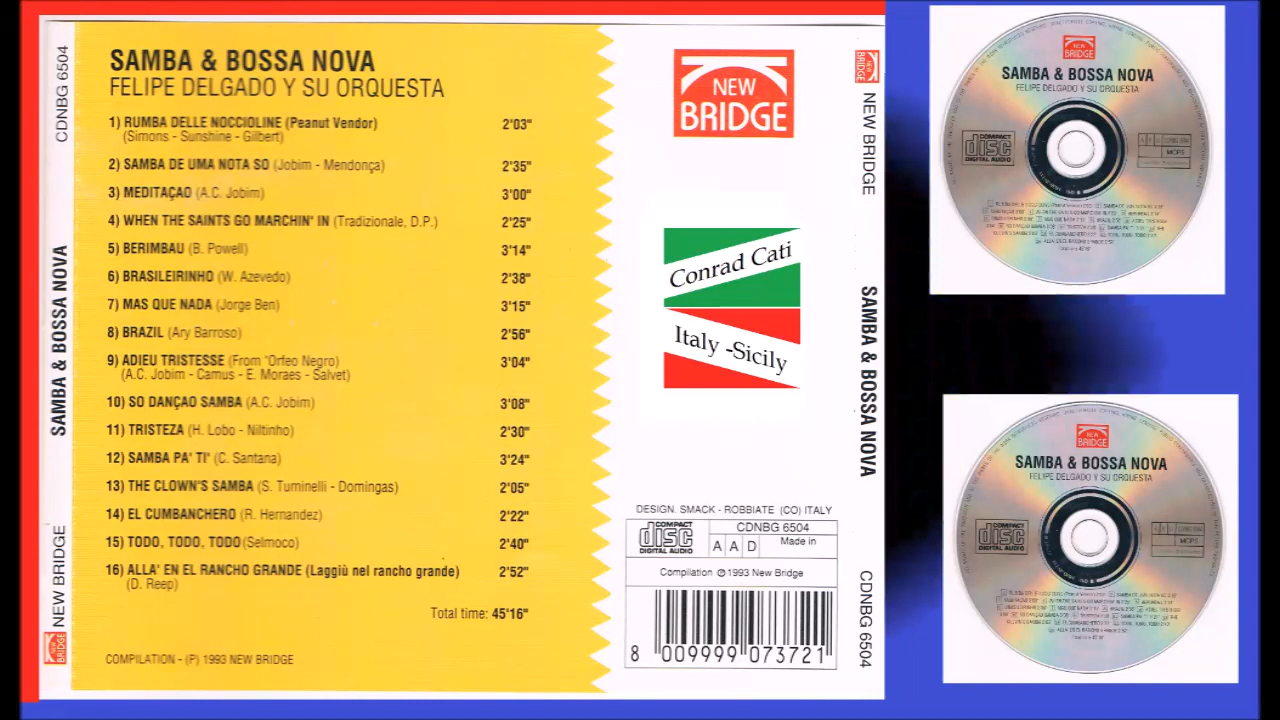 SAMBA & BOSSA NOVA
FELIPE DELGADO Y SU ORQUESTA
1) RUMBA DELLE NOCCIOLINE (Peanut Vendor) 2'03"
(Simons - Sunshine - Gilbert)
2) SAMBA DE UMA NOTA SO (Jobim - Mendonça) 2'35"
3) MEDITAÇAO (A.C. Jobim) 3'00"
4) WHEN THE SAINTS GO MARCHIN' IN (Tradizionale, D.P.) 2'25"
5) BERIMBAU (B. Powell) 3'14"
6) BRASILEIRINHO (W. Azevedo) 2'38"
7) MAS QUE NADA (Jorge Ben) 3'15"
8) BRAZIL (Ary Barroso) 2'56"
9) ADIEU TRISTESSE (From "Orfeo Negro) 3'04"
(A.C. Jobim - Camus - E. Moraes - Salvet)
10) SO DANÇAO SAMBA (A.C. Jobim) 3'08"
11) TRISTEZA (H. Lobo - Niltinho) 2'30"
12) SAMBA PA' TI' (C. Santana) 3'24"
13) THE CLOWN'S SAMBA (S. Tuminelli - Domingas) 2'05"
14) EL CUMBANCHERO (R. Hernandez) 2'22"
15) TODO, TODO, TODO (Selmoco) 2'40"
16) ALLA' EN EL RANCHO GRANDE (Laggiù nel rancho grande) 2'52"
(D. Reep)
Total time: 45'16"
COMPILATION - (P) 1993 NEW BRIDGE
CDNBG 6504
SAMBA & BOSSA NOVA
NEW BRIDGE
NEW
BRIDGE
NEW
BRIDGE
Conrad Cati
Italy -Sicily
DESIGN. SMACK - ROBBIATE (CO) ITALY
COMPACT
disc
DIGITAL AUDIO
CDNBG 6504
A A D
Made in
Compilation ℗ 1993 New Bridge
8 009999 073721
NEW
BRIDGE
NEW BRIDGE
SAMBA & BOSSA NOVA
CDNBG 6504
NEW
BRIDGE
SAMBA & BOSSA NOVA
FELIPE DELGADO Y SU ORQUESTA
COMPACT
disc
DIGITAL AUDIO
MCPS
NEW
BRIDGE
SAMBA & BOSSA NOVA
FELIPE DELGADO Y SU ORQUESTA
COMPACT
disc
DIGITAL AUDIO
MCPS